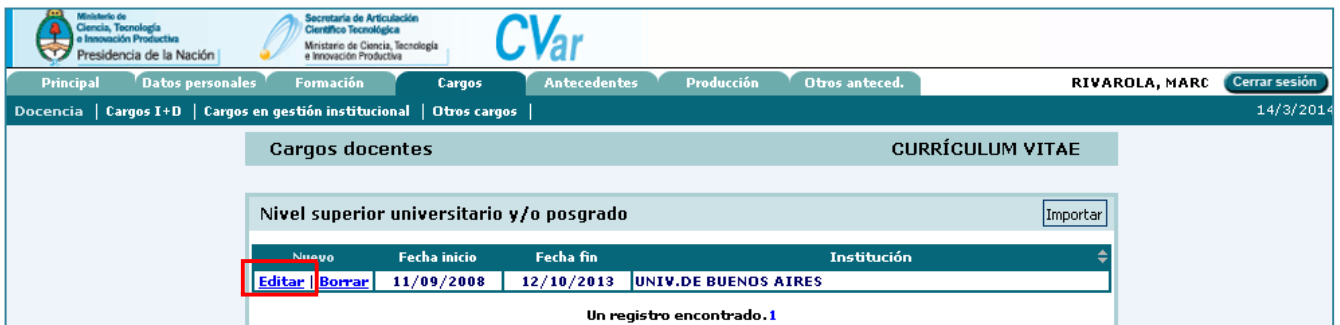 Ministerio de
Ciencia, Tecnología
e Innovación Productiva
Presidencia de la Nación
Secretaría de Articulación
Científico Tecnológica
Ministerio de Ciencia, Tecnología
e Innovación Productiva
CVar
Principal Datos personales Formación Cargos Antecedentes Producción Otros anteced. RIVAROLA, MARC Cerrar sesión
Docencia | Cargos I+D | Cargos en gestión institucional | Otros cargos | 14/3/2014
Cargos docentes CURRÍCULUM VITAE
Nivel superior universitario y/o posgrado Importar
Nuevo Fecha inicio Fecha fin Institución
Editar | Borrar 11/09/2008 12/10/2013 UNIV.DE BUENOS AIRES
Un registro encontrado.1